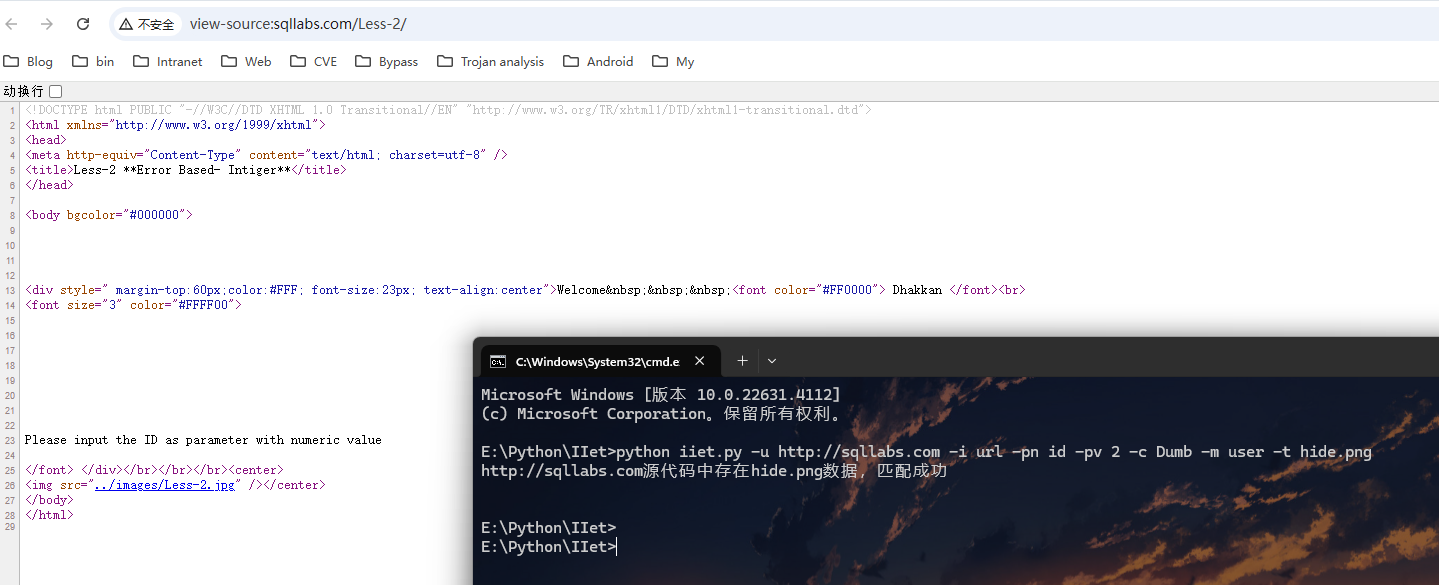 不安全 view-source:sqllabs.com/Less-2/
Blog bin Intranet Web CVE Bypass Trojan analysis Android My
动换行
1 <!DOCTYPE html PUBLIC "-//W3C//DTD XHTML 1.0 Transitional//EN" "http://www.w3.org/TR/xhtml1/DTD/xhtml1-transitional.dtd">
2 <html xmlns="http://www.w3.org/1999/xhtml">
3 <head>
4 <meta http-equiv="Content-Type" content="text/html; charset=utf-8" />
5 <title>Less-2 **Error Based- Intiger**</title>
6 </head>
7
8 <body bgcolor="#000000">
9
10
11
12
13 <div style=" margin-top:60px;color:#FFF; font-size:23px; text-align:center">Welcome&nbsp;&nbsp;&nbsp;<font color="#FF0000"> Dhakkan </font><br>
14 <font size="3" color="#FFFF00">
15
16
17
18
19
20
21
22
23 Please input the ID as parameter with numeric value
24
25 </font> </div></br></br></br><center>
26 <img src="../images/Less-2.jpg" /></center>
27 </body>
28 </html>
29
C:\Windows\System32\cmd.e
Microsoft Windows [版本 10.0.22631.4112]
(c) Microsoft Corporation。保留所有权利。
E:\Python\IIet>python iiet.py -u http://sqllabs.com -i url -pn id -pv 2 -c Dumb -m user -t hide.png
http://sqllabs.com源代码中存在hide.png数据，匹配成功
E:\Python\IIet>
E:\Python\IIet>